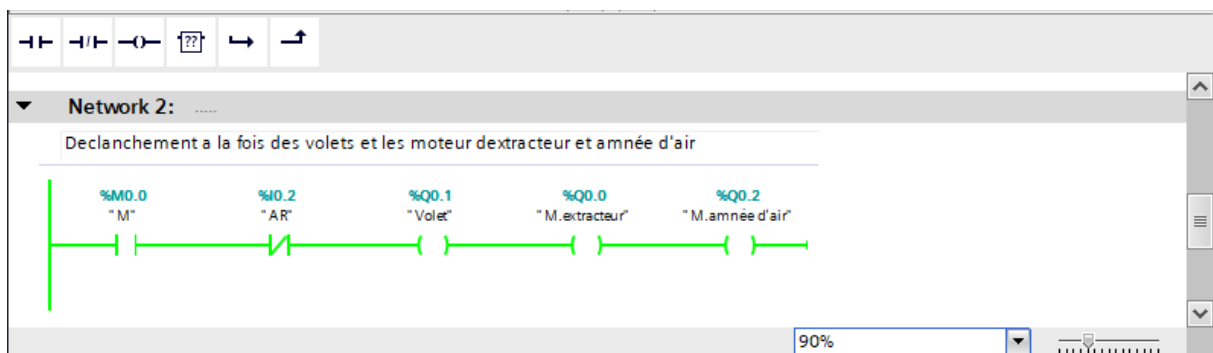 ??
Network 2: .....
Declanchement a la fois des volets et les moteur dextracteur et amnée d'air
%M0.0 %I0.2 %Q0.1 %Q0.0 %Q0.2
"M" "AR" "Volet" "M.extracteur" "M.amnée d'air"
90%